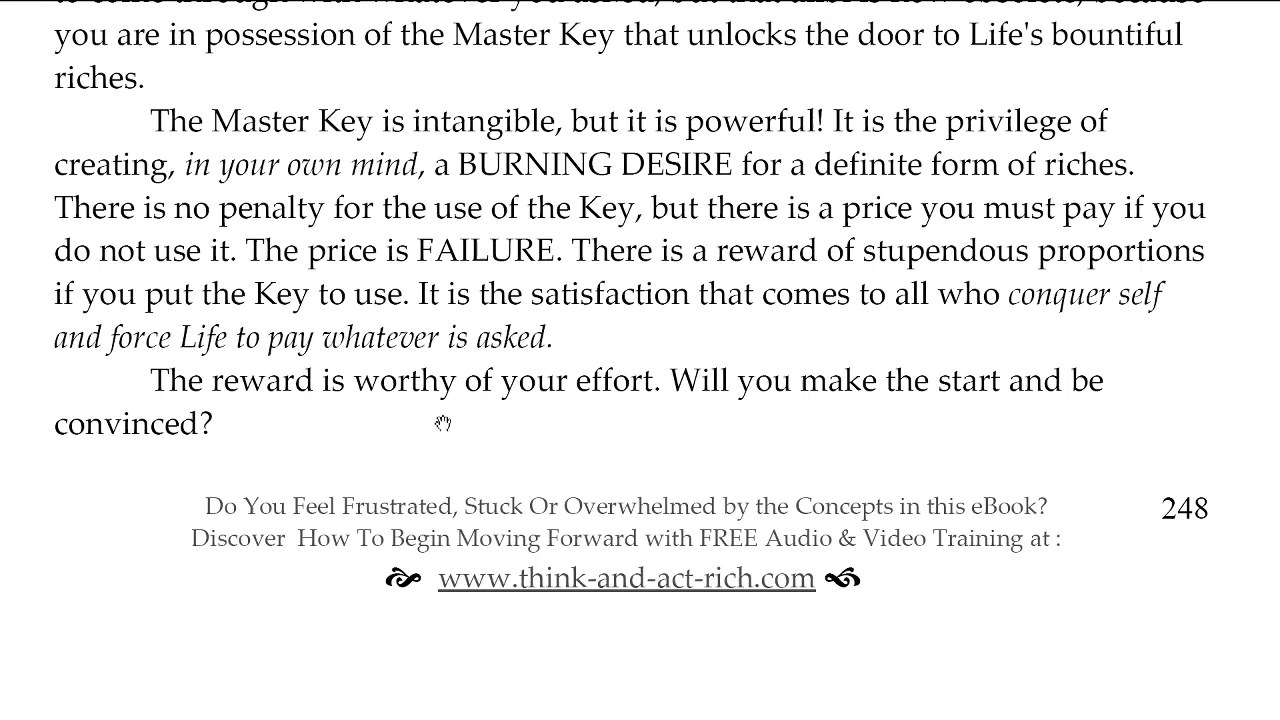 you are in possession of the Master Key that unlocks the door to Life's bountiful
riches.
The Master Key is intangible, but it is powerful! It is the privilege of
creating, in your own mind, a BURNING DESIRE for a definite form of riches.
There is no penalty for the use of the Key, but there is a price you must pay if you
do not use it. The price is FAILURE. There is a reward of stupendous proportions
if you put the Key to use. It is the satisfaction that comes to all who conquer self
and force Life to pay whatever is asked.
The reward is worthy of your effort. Will you make the start and be
convinced?
Do You Feel Frustrated, Stuck Or Overwhelmed by the Concepts in this eBook?
248
Discover How To Begin Moving Forward with FREE Audio & Video Training at :
www.think-and-act-rich.com